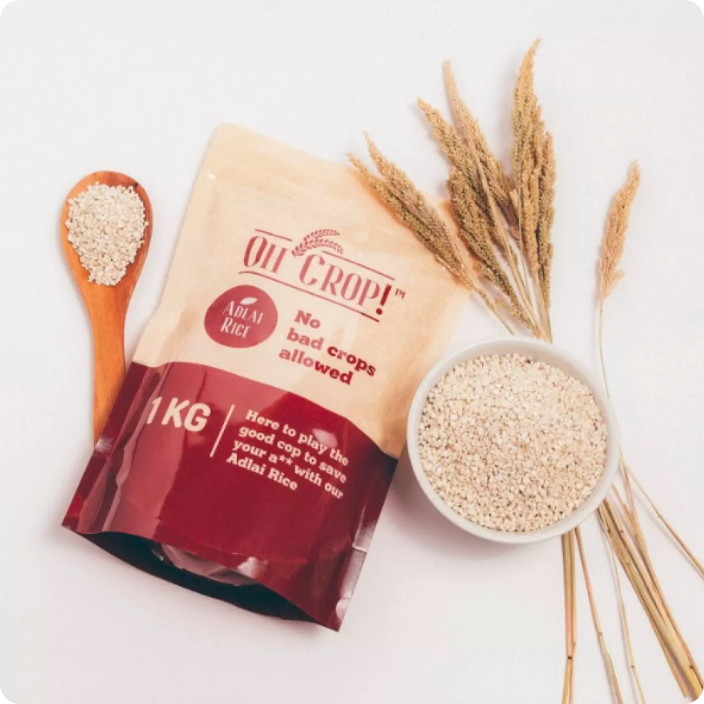 OH CROP!™
ADLAI
RICE
No
bad crops
allowed
1 KG
Here to play the
good cop to save
your a** with our
Adlai Rice